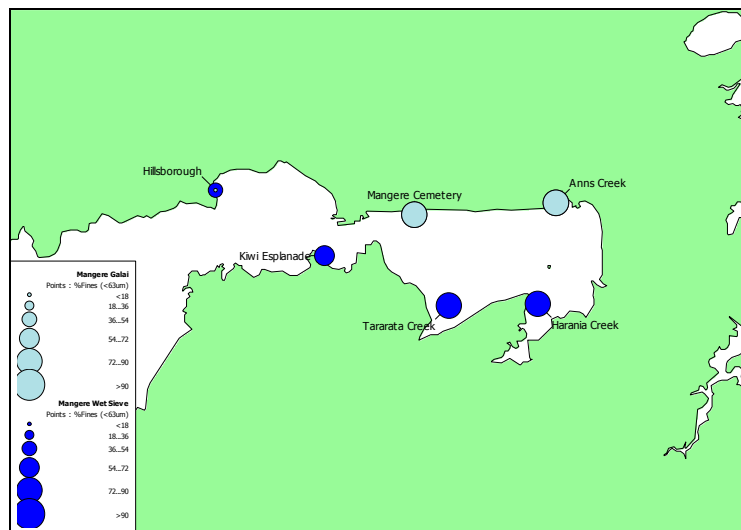 Hillsborough
Anns Creek
Mangere Cemetery
Kiwi Esplanade
Tararata Creek
Harania Creek
Mangere Galai
Points : %Fines (<63um)
<18
18..36
36..54
54..72
72..90
>90
Mangere Wet Sieve
Points : %Fines (<63um)
<18
18..36
36..54
54..72
72..90
>90